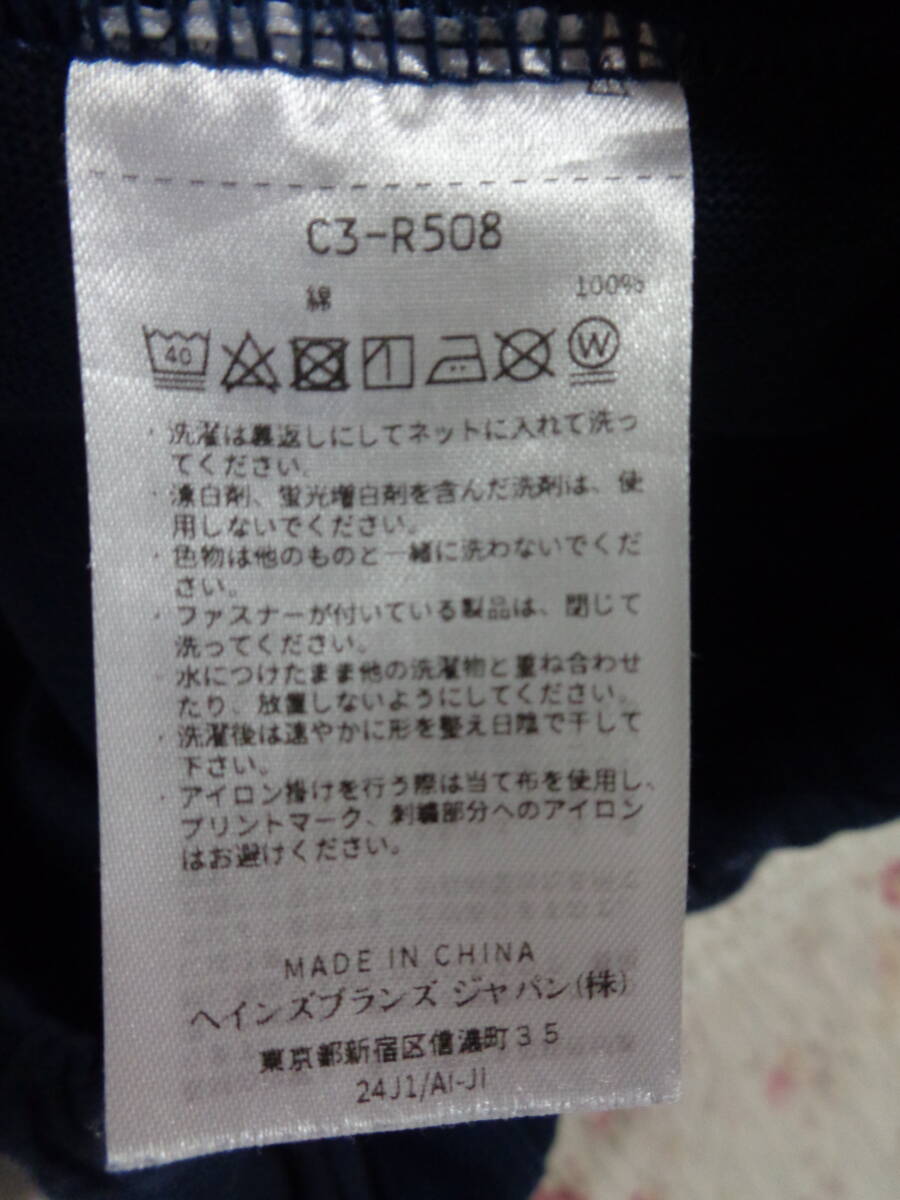 C3-R508
綿 100%
40 W
・洗濯は裏返しにしてネットに入れて洗っ
てください。
・漂白剤、蛍光増白剤を含んだ洗剤は、使
用しないでください。
・色物は他のものと一緒に洗わないでくだ
さい。
・ファスナーが付いている製品は、閉じて
洗ってください。
・水につけたまま他の洗濯物と重ね合わせ
たり、放置しないようにしてください。
・洗濯後は速やかに形を整え日陰で干して
下さい。
・アイロン掛けを行う際は当て布を使用し、
プリントマーク、刺繍部分へのアイロン
はお避けください。
MADE IN CHINA
ヘインズブランズ ジャパン(株)
東京都新宿区信濃町35
24J1/AI-JI